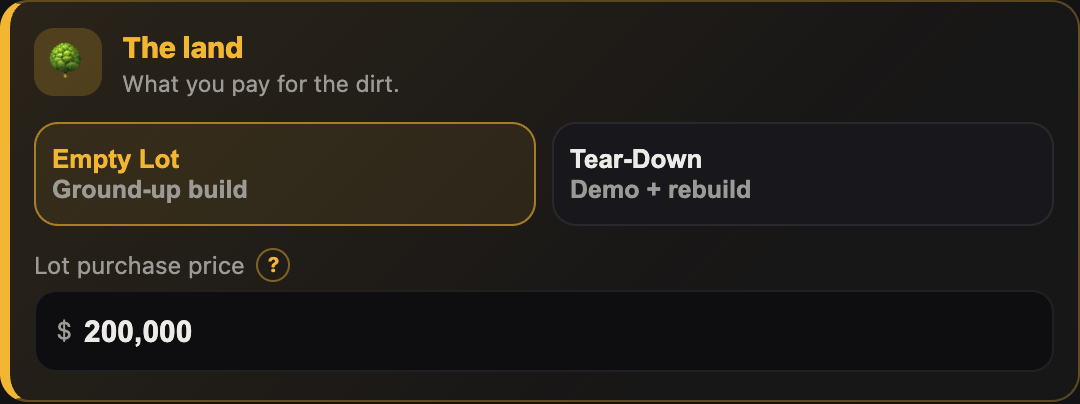 The land
What you pay for the dirt.
Empty Lot
Ground-up build
Tear-Down
Demo + rebuild
Lot purchase price ?
$ 200,000